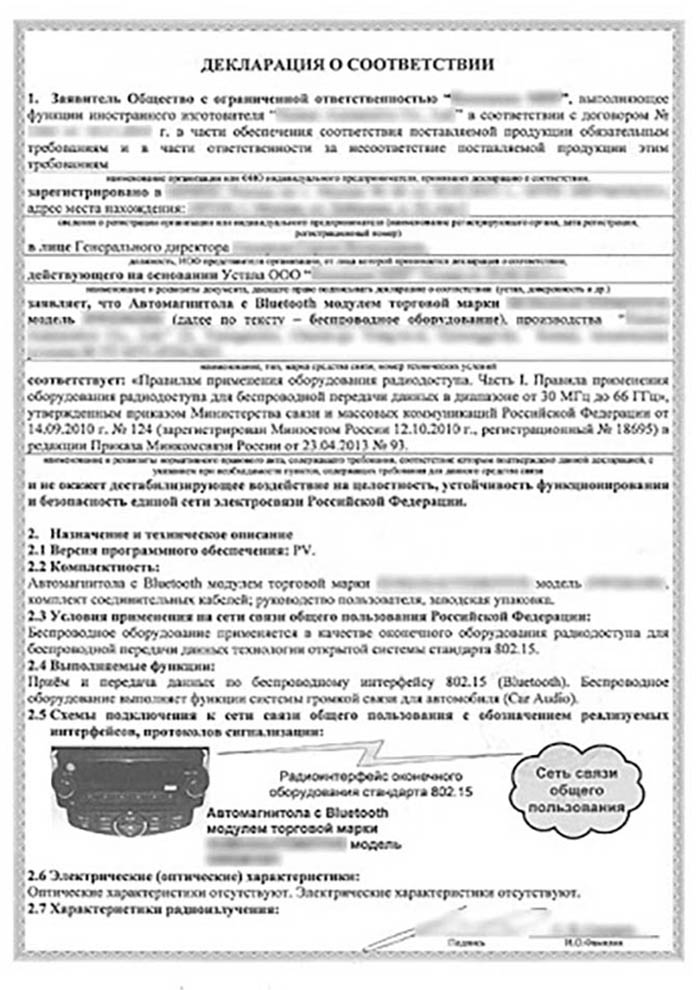 ДЕКЛАРАЦИЯ О СООТВЕТСТВИИ
1. Заявитель Общество с ограниченной ответственностью " ", выполняющее
функции иностранного изготовителя " " в соответствии с договором №
г. в части обеспечения соответствия поставляемой продукции обязательным
требованиям и в части ответственности за несоответствие поставляемой продукции этим
требованиям
наименование организации или ФИО индивидуального предпринимателя, принявших декларацию о соответствии.
зарегистрировано в
адрес места нахождения:
сведения о регистрации организации или индивидуального предпринимателя (наименование регистрирующего органа, дата регистрации,
регистрационный номер)
в лице Генерального директора
должность, представителя организации, от лица которой принимается декларация о соответствии,
действующего на основании Устава ООО "
наименование и реквизиты документа, дающего право подписывать декларацию о соответствии (устав, доверенность и др.)
заявляет, что Автомагнитола с Bluetooth модулем торговой марки
модель (далее по тексту – беспроводное оборудование), производства "
наименование, тип, марка средства связи, номер технических условий
соответствует: «Правилам применения оборудования радиодоступа. Часть I. Правила применения
оборудования радиодоступа для беспроводной передачи данных в диапазоне от 30 МГц до 66 ГГц»,
утвержденным приказом Министерства связи и массовых коммуникаций Российской Федерации от
14.09.2010 г. № 124 (зарегистрирован Минюстом России 12.10.2010 г., регистрационный № 18695) в
редакции Приказа Минкомсвязи России от 23.04.2013 № 93.
наименование и реквизиты нормативного правового акта, содержащего требования, соответствие которым подтверждено данной декларацией, с
указанием при необходимости пунктов, содержащих требования для данного средства связи
и не окажет дестабилизирующее воздействие на целостность, устойчивость функционирования
и безопасность единой сети электросвязи Российской Федерации.
2. Назначение и техническое описание
2.1 Версия программного обеспечения: PV.
2.2 Комплектность:
Автомагнитола с Bluetooth модулем торговой марки модель ,
комплект соединительных кабелей; руководство пользователя, заводская упаковка.
2.3 Условия применения на сети связи общего пользования Российской Федерации:
Беспроводное оборудование применяется в качестве оконечного оборудования радиодоступа для
беспроводной передачи данных технологии открытой системы стандарта 802.15.
2.4 Выполняемые функции:
Приём и передача данных по беспроводному интерфейсу 802.15 (Bluetooth). Беспроводное
оборудование выполняет функции системы громкой связи для автомобиля (Car Audio).
2.5 Схемы подключения к сети связи общего пользования с обозначением реализуемых
интерфейсов, протоколов сигнализации:
Радиоинтерфейс оконечного
оборудования стандарта 802.15
Сеть связи
общего
пользования
Автомагнитола с Bluetooth
модулем торговой марки
модель
2.6 Электрические (оптические) характеристики:
Оптические характеристики отсутствуют. Электрические характеристики отсутствуют.
2.7 Характеристики радиоизлучения:
Подпись
И.О.Фамилия